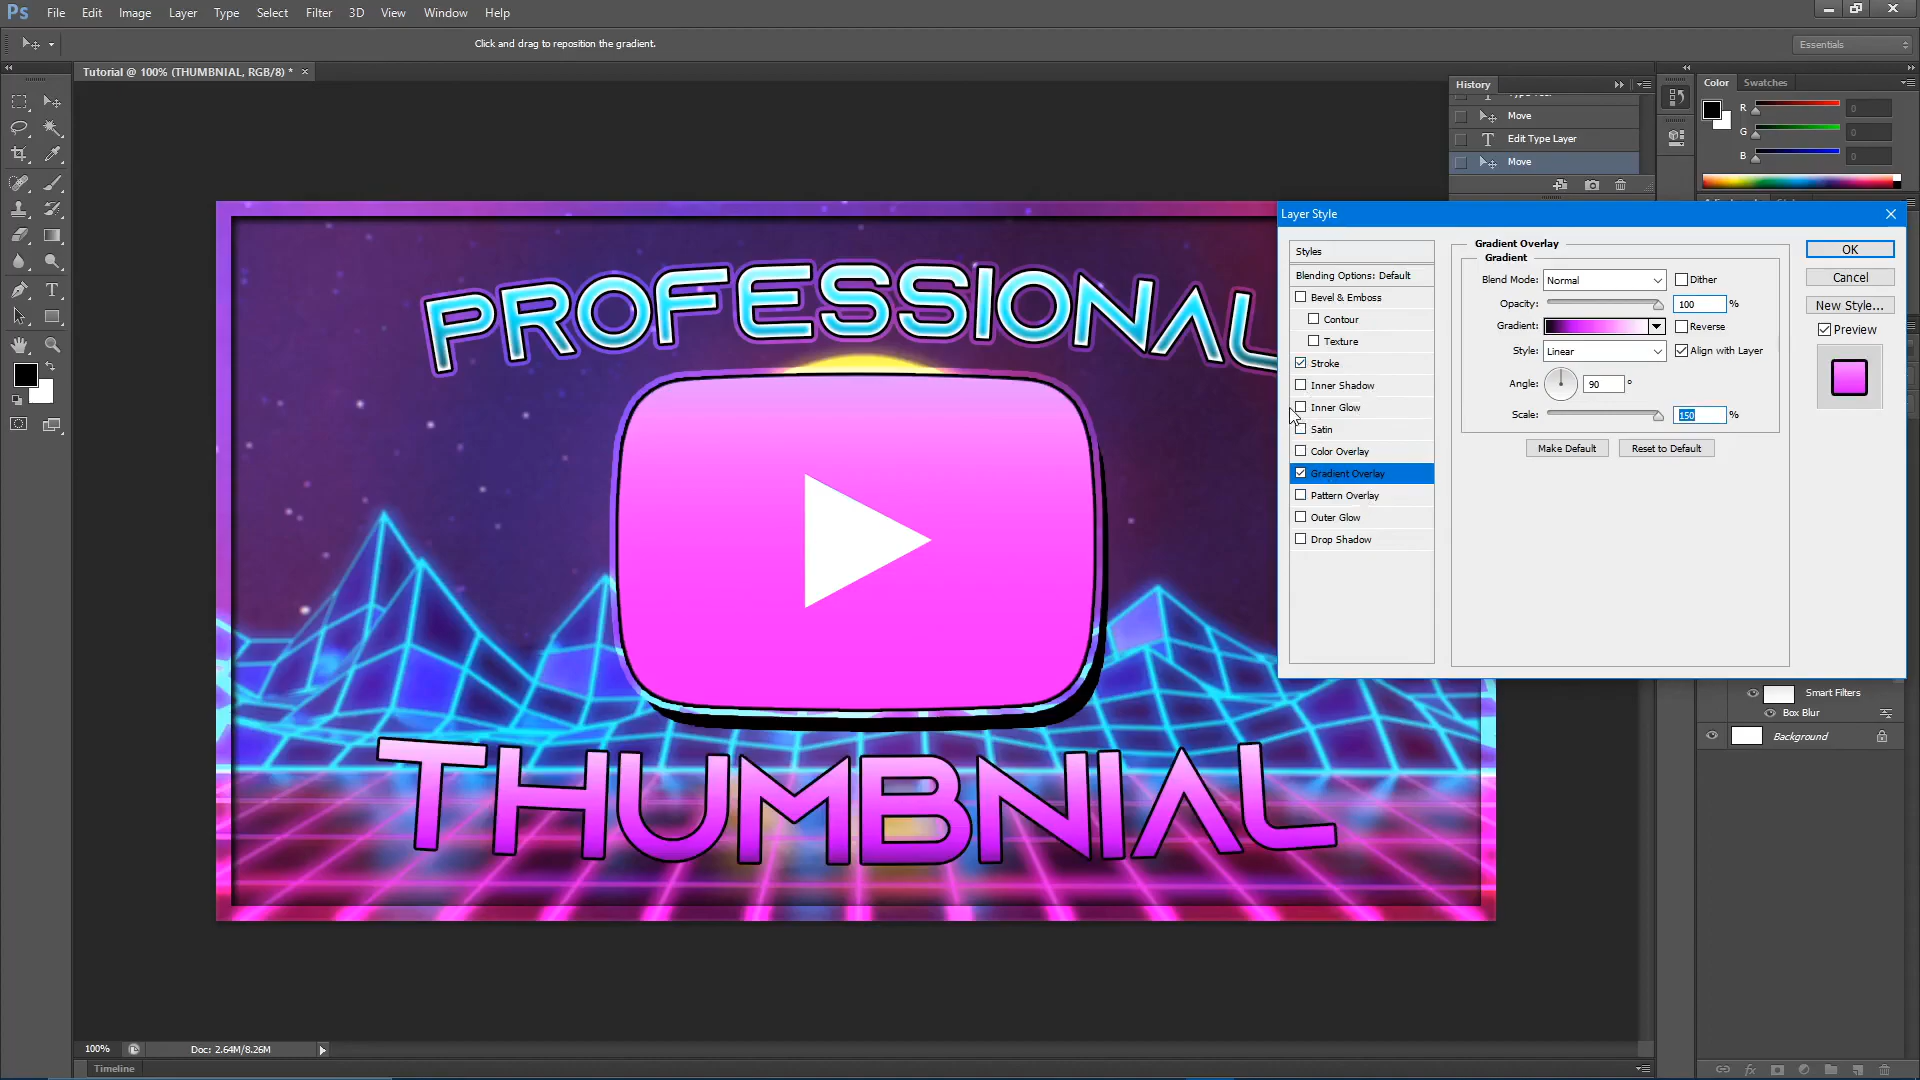 Ps File Edit Image Layer Type Select Filter 3D View Window Help
Click and drag to reposition the gradient.
Essentials
Tutorial @ 100% (THUMBNIAL, RGB/8) *
History
Move
Edit Type Layer
Move
Color Swatches
R 0
G 0
B 0
PROFESSIONAL
THUMBNIAL
Layer Style
Styles
Blending Options: Default
Bevel & Emboss
Contour
Texture
Stroke
Inner Shadow
Inner Glow
Satin
Color Overlay
Gradient Overlay
Pattern Overlay
Outer Glow
Drop Shadow
Gradient Overlay
Gradient
Blend Mode: Normal Dither
Opacity: 100 %
Gradient: Reverse
Style: Linear Align with Layer
Angle: 90 °
Scale: 150 %
Make Default Reset to Default
OK
Cancel
New Style...
Preview
Smart Filters
Box Blur
Background
100% Doc: 2.64M/8.26M
Timeline
fx